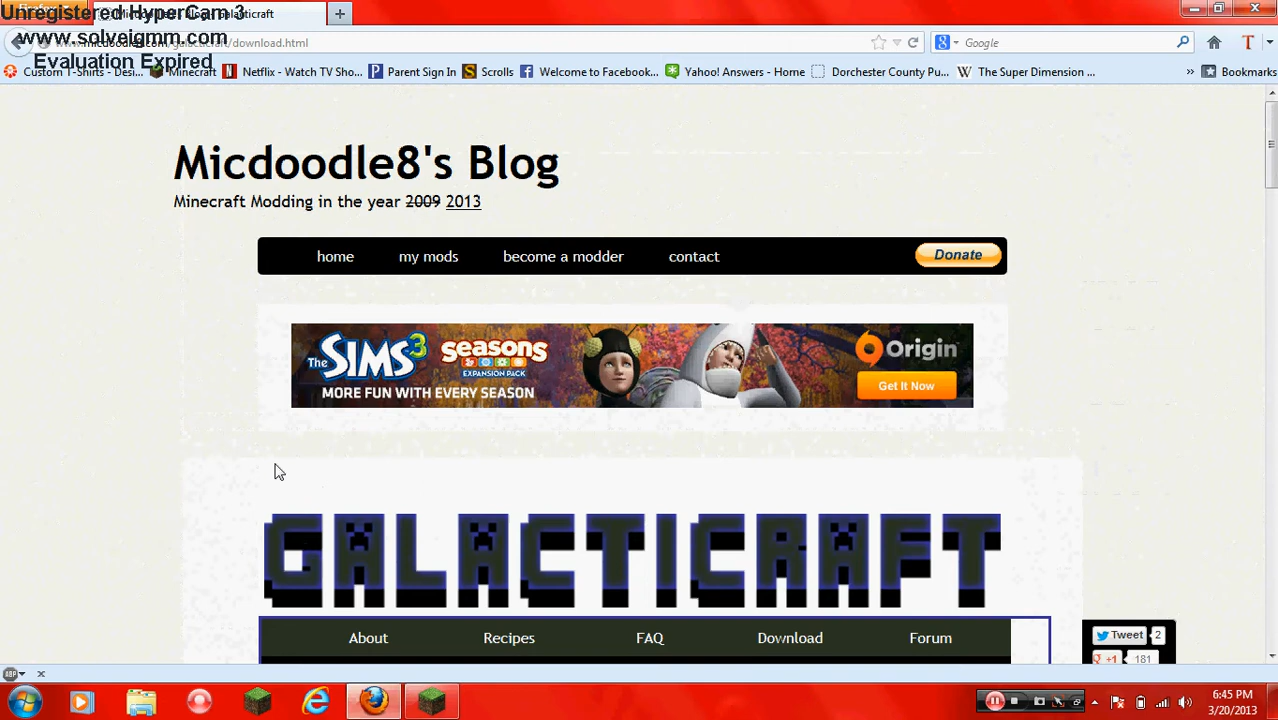 Unregistered HyperCam 3
galacticraft
www.solveigmm.com
/download.html
Google
Evaluation Expired
Custom T-Shirts - Desi... Minecraft Netflix - Watch TV Sho... Parent Sign In Scrolls Welcome to Facebook... Yahoo! Answers - Home Dorchester County Pu... The Super Dimension ... » Bookmarks
Micdoodle8's Blog
Minecraft Modding in the year 2009 2013
home my mods become a modder contact Donate
The SIMS 3 seasons EXPANSION PACK
MORE FUN WITH EVERY SEASON
Origin
Get It Now
GALACTICRAFT
About Recipes FAQ Download Forum
Tweet 2
+1 181
ABP
6:45 PM
3/20/2013